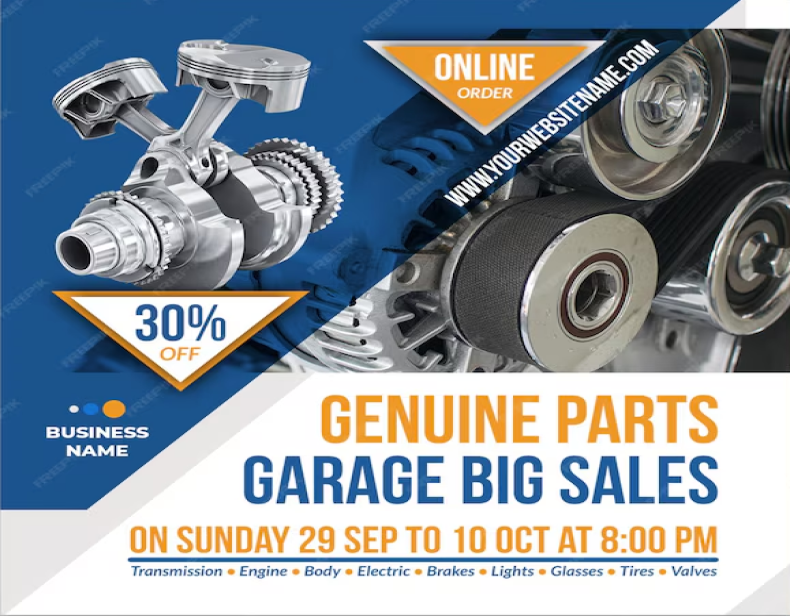 ONLINE
ORDER
WWW.YOURWEBSITENAME.COM
30%
OFF
BUSINESS
NAME
GENUINE PARTS
GARAGE BIG SALES
ON SUNDAY 29 SEP TO 10 OCT AT 8:00 PM
Transmission • Engine • Body • Electric • Brakes • Lights • Glasses • Tires • Valves
FREEPIK